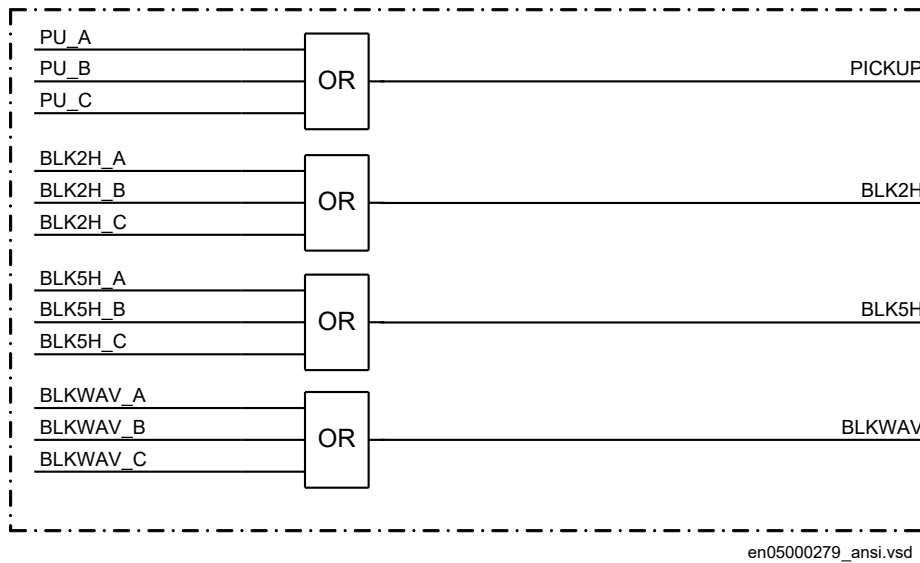 PU_A
PU_B
PU_C
OR
PICKUP
BLK2H_A
BLK2H_B
BLK2H_C
OR
BLK2H
BLK5H_A
BLK5H_B
BLK5H_C
OR
BLK5H
BLKWAV_A
BLKWAV_B
BLKWAV_C
OR
BLKWAV
en05000279_ansi.vsd